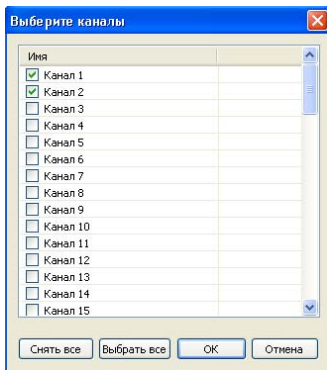 Выберите каналы
Имя
Канал 1
Канал 2
Канал 3
Канал 4
Канал 5
Канал 6
Канал 7
Канал 8
Канал 9
Канал 10
Канал 11
Канал 12
Канал 13
Канал 14
Канал 15
Снять все Выбрать все ОК Отмена